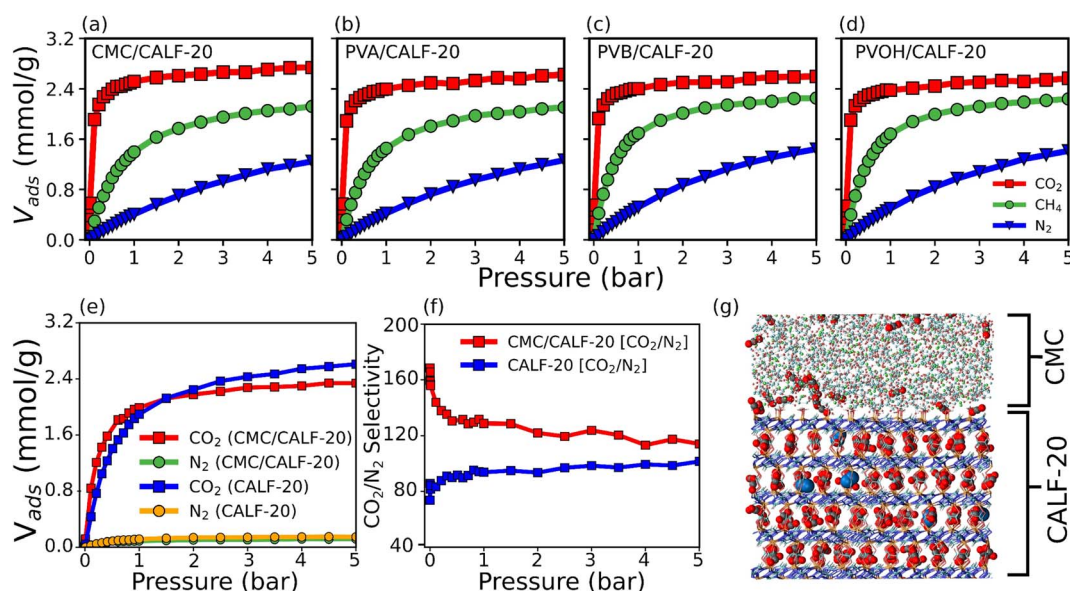 (a)
(b)
(c)
(d)
3.2
2.4
1.6
0.8
0.0
V_ads (mmol/g)
CMC/CALF-20
PVA/CALF-20
PVB/CALF-20
PVOH/CALF-20
CO₂
CH₄
N₂
0 1 2 3 4 5
0 1 2 3 4 5
0 1 2 3 4 5
0 1 2 3 4 5
Pressure (bar)
(e)
3.2
2.4
1.6
0.8
0.0
V_ads (mmol/g)
CO₂ (CMC/CALF-20)
N₂ (CMC/CALF-20)
CO₂ (CALF-20)
N₂ (CALF-20)
0 1 2 3 4 5
Pressure (bar)
(f)
200
160
120
80
40
CO₂/N₂ Selectivity
CMC/CALF-20 [CO₂/N₂]
CALF-20 [CO₂/N₂]
0 1 2 3 4 5
Pressure (bar)
(g)
CMC
CALF-20